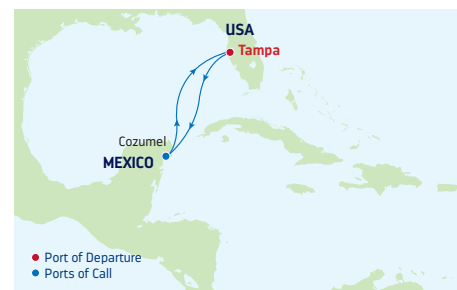 USA
Tampa
Cozumel
MEXICO
Port of Departure
Ports of Call